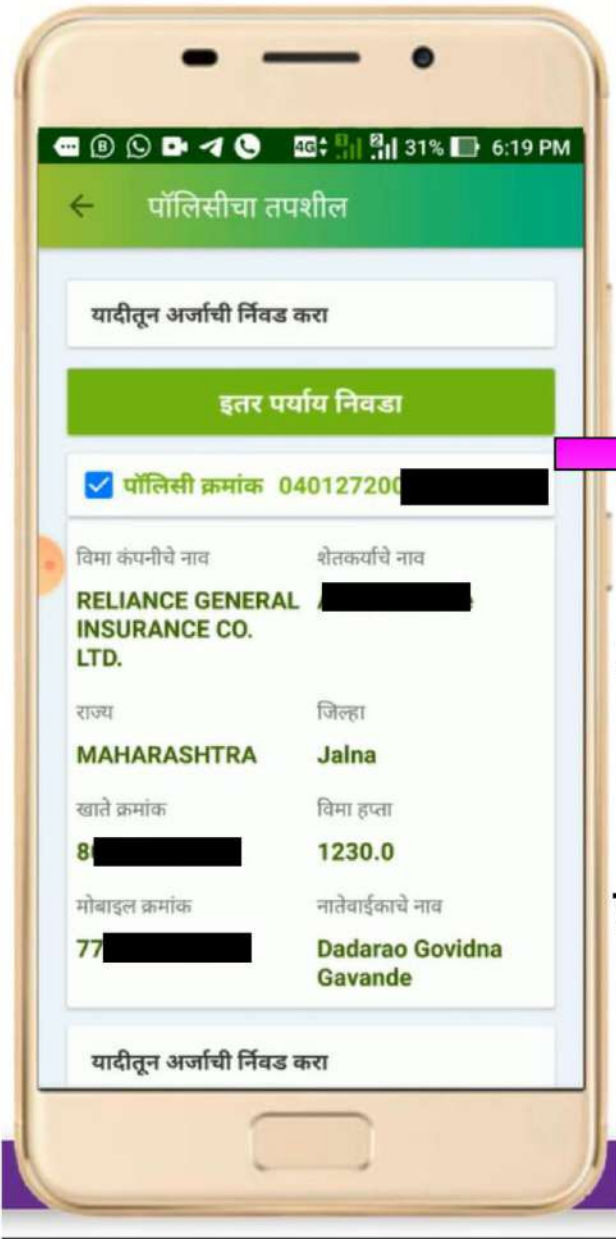 4G 31% 6:19 PM
पॉलिसीचा तपशील
यादीतून अर्जाची र्निवड करा
इतर पर्याय निवडा
पॉलिसी क्रमांक 040127200
विमा कंपनीचे नाव शेतकर्याचे नाव
RELIANCE GENERAL
INSURANCE CO.
LTD.
राज्य जिल्हा
MAHARASHTRA Jalna
खाते क्रमांक विमा हप्ता
8 1230.0
मोबाइल क्रमांक नातेवाईकाचे नाव
77 Dadarao Govidna
Gavande
यादीतून अर्जाची र्निवड करा